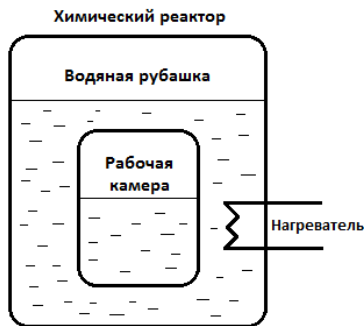 Химический реактор
Водяная рубашка
Рабочая
камера
Нагреватель